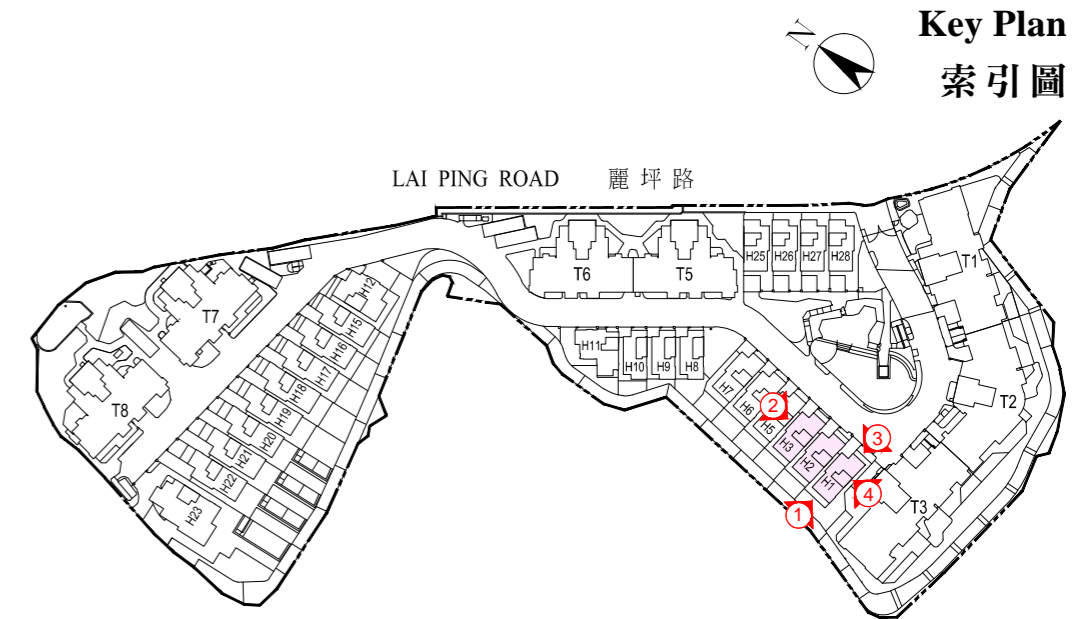 N
Key Plan
索引圖
LAI PING ROAD 麗坪路
T1
T2
T3
T5
T6
T7
T8
H25
H26
H27
H28
H12
H15
H16
H17
H18
H19
H20
H21
H22
H23
H11
H10
H9
H8
H7
H6
H5
H3
H2
H1
2
3
4
1